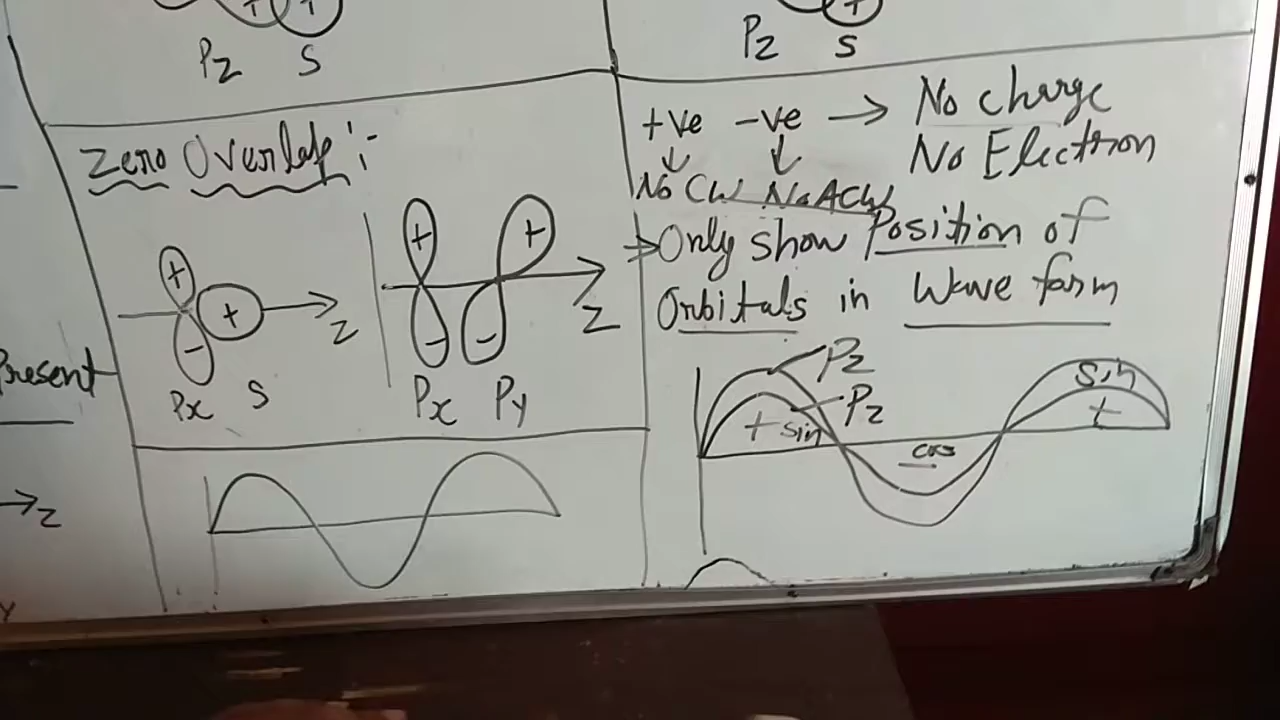 Pz S
Pz S
Zero Overlap :-
+ + → Z
-
Px S
+ + → Z
- -
Px Py
+ve -ve → No charge
↓ ↓ No Electron
No CW No ACW
→ Only show Position of
Orbitals in Wave form
Pz
Pz
+ sin
cos
sin
+
Present
→ Z
Y